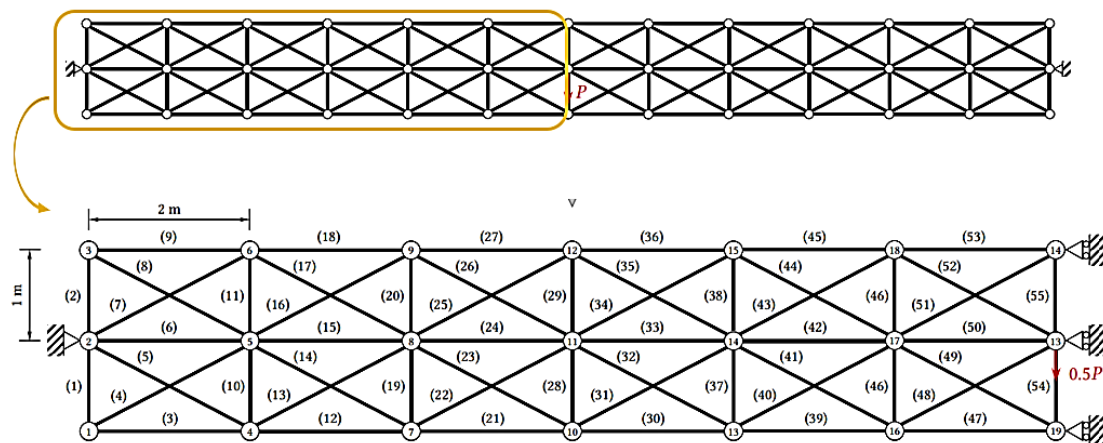 P
v
2 m
(9) (18) (27) (36) (45) (53)
3 6 9 12 15 18 14
(8) (17) (26) (35) (44) (52)
1 m
(2) (7) (11) (16) (20) (25) (29) (34) (38) (43) (46) (51) (55)
(6) (15) (24) (33) (42) (50)
2 5 8 11 14 17 13
(5) (14) (23) (32) (41) (49)
0.5P
(1) (4) (10) (13) (19) (22) (28) (31) (37) (40) (46) (48) (54)
(3) (12) (21) (30) (39) (47)
1 4 7 10 13 16 19